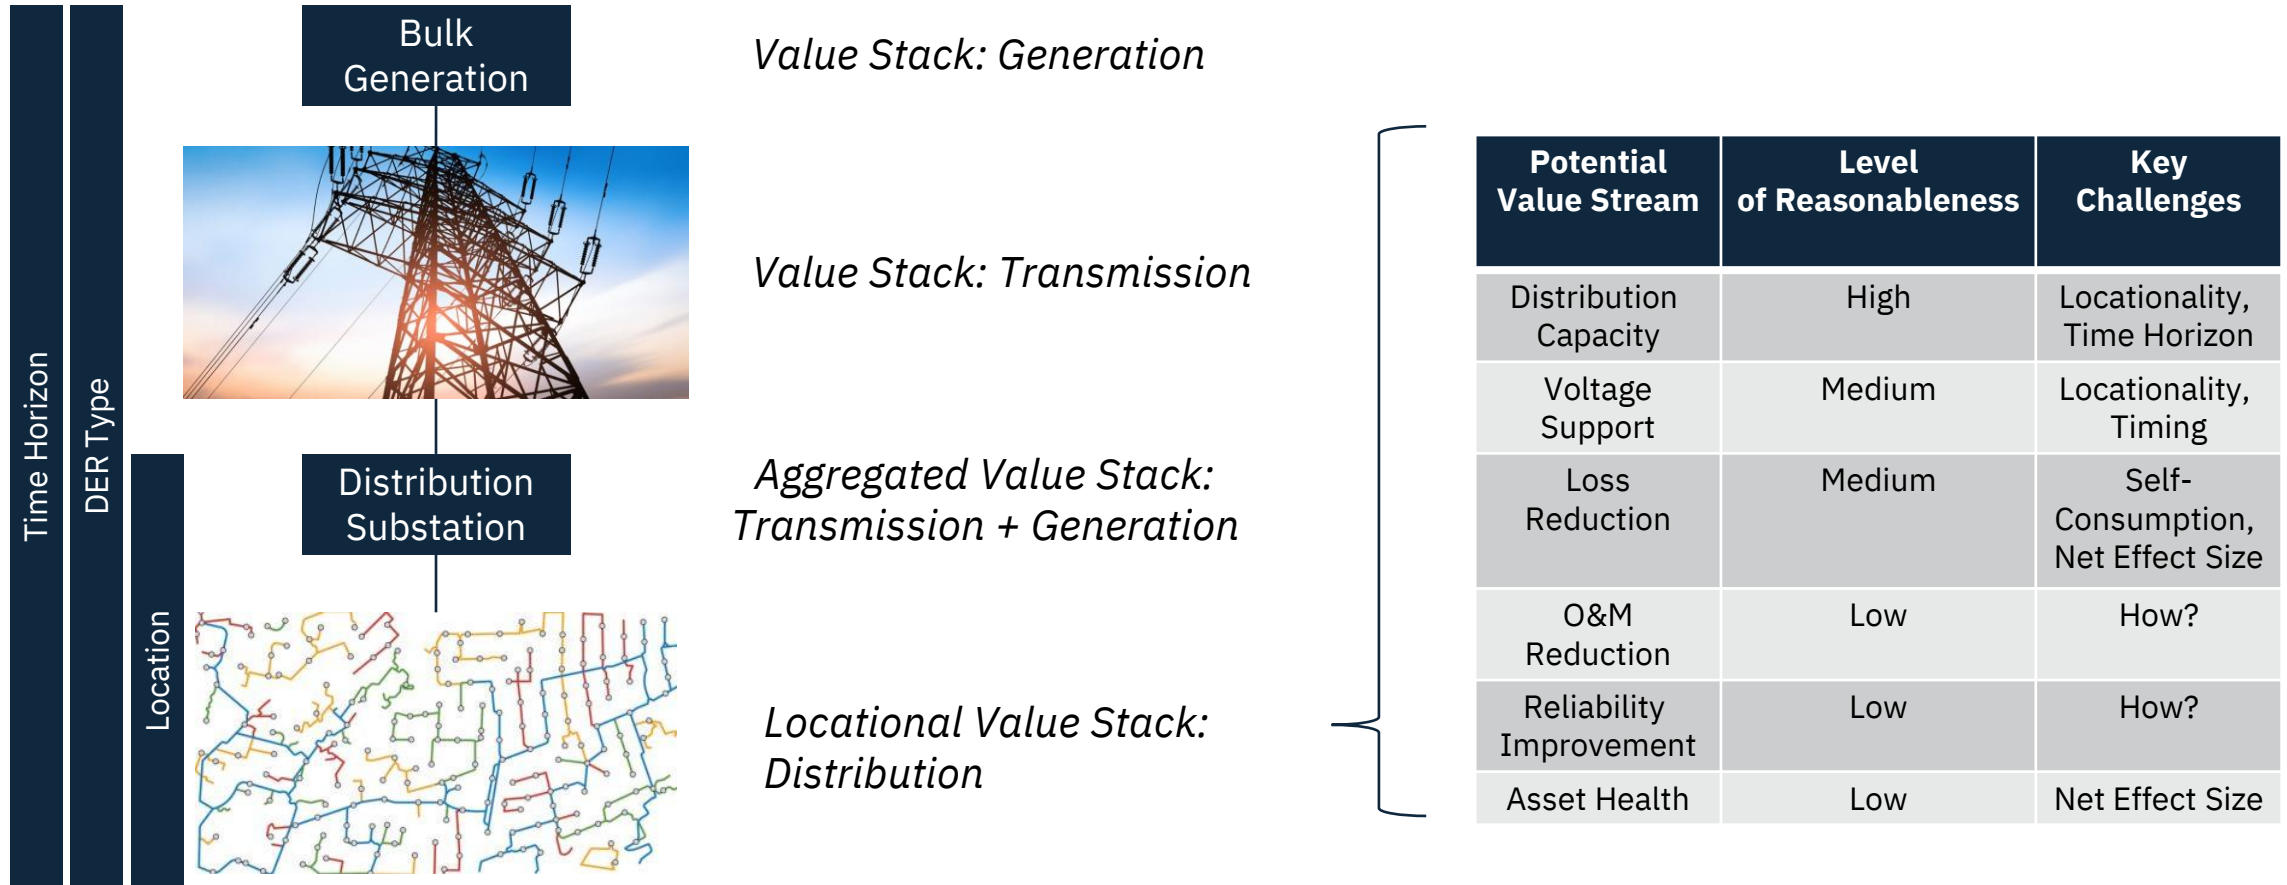 Time Horizon
DER Type
Location
Bulk
Generation
Distribution
Substation
Value Stack: Generation
Value Stack: Transmission
Aggregated Value Stack:
Transmission + Generation
Locational Value Stack:
Distribution
Potential
Value Stream
Level
of Reasonableness
Key
Challenges
Distribution
Capacity
High
Locationality,
Time Horizon
Voltage
Support
Medium
Locationality,
Timing
Loss
Reduction
Medium
Self-
Consumption,
Net Effect Size
O&M
Reduction
Low
How?
Reliability
Improvement
Low
How?
Asset Health
Low
Net Effect Size